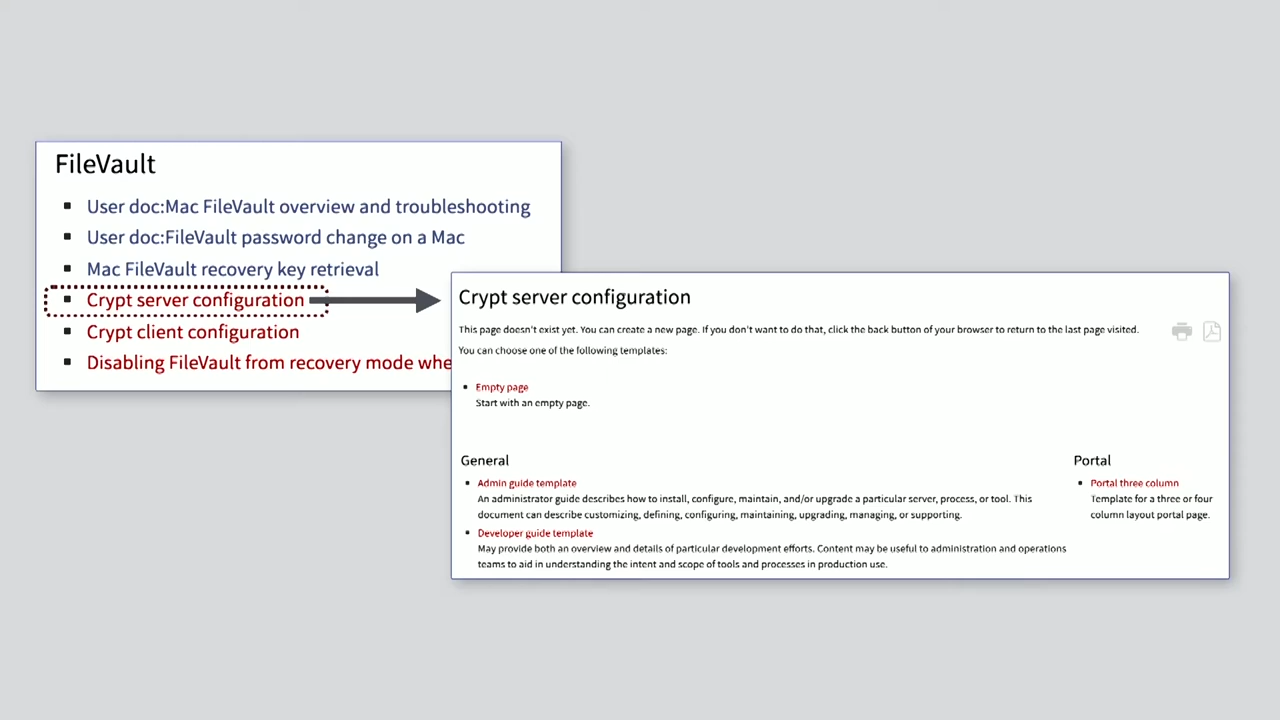 FileVault
User doc:Mac FileVault overview and troubleshooting
User doc:FileVault password change on a Mac
Mac FileVault recovery key retrieval
Crypt server configuration
Crypt client configuration
Disabling FileVault from recovery mode whe
Crypt server configuration
This page doesn't exist yet. You can create a new page. If you don't want to do that, click the back button of your browser to return to the last page visited.
You can choose one of the following templates:
Empty page
Start with an empty page.
General
Admin guide template
An administrator guide describes how to install, configure, maintain, and/or upgrade a particular server, process, or tool. This
document can describe customizing, defining, configuring, maintaining, upgrading, managing, or supporting.
Developer guide template
May provide both an overview and details of particular development efforts. Content may be useful to administration and operations
teams to aid in understanding the intent and scope of tools and processes in production use.
Portal
Portal three column
Template for a three or four
column layout portal page.